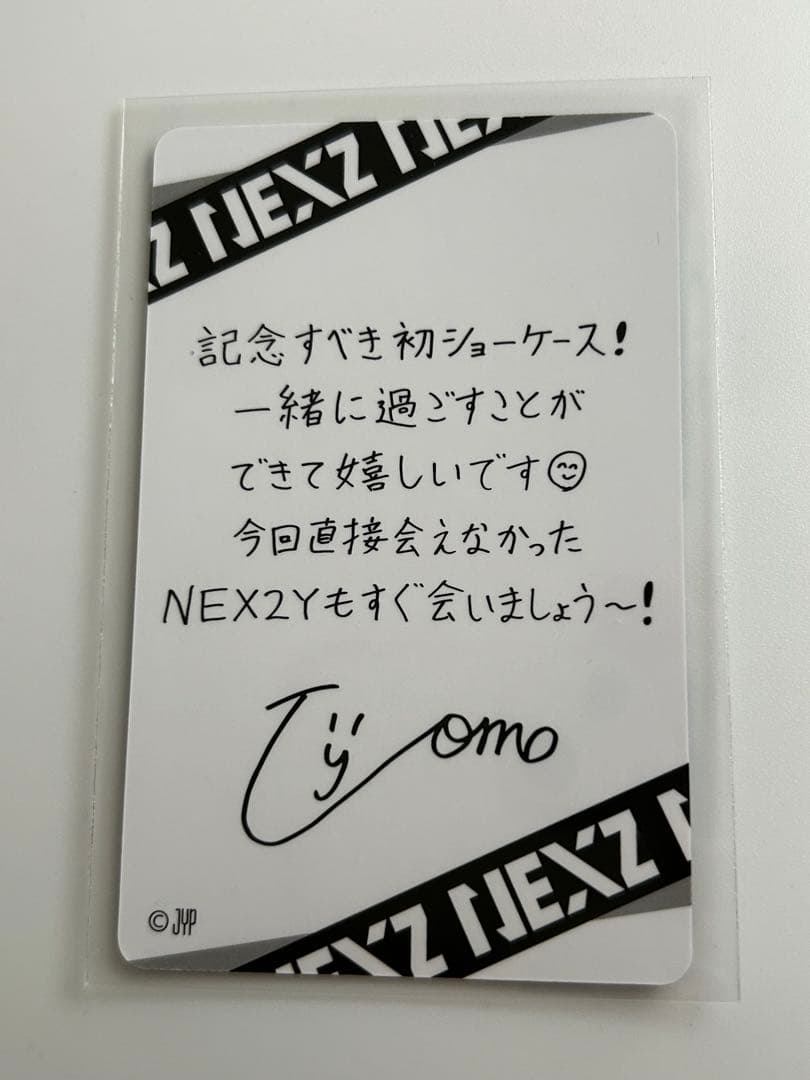 Z NEXZ NEX
記念すべき初ショーケース!
一緒に過ごすことが
できて嬉しいです
今回直接会えなかった
NEX2Yもすぐ会いましょう〜!
Tomo
© JYP
EXZ NEXZ N